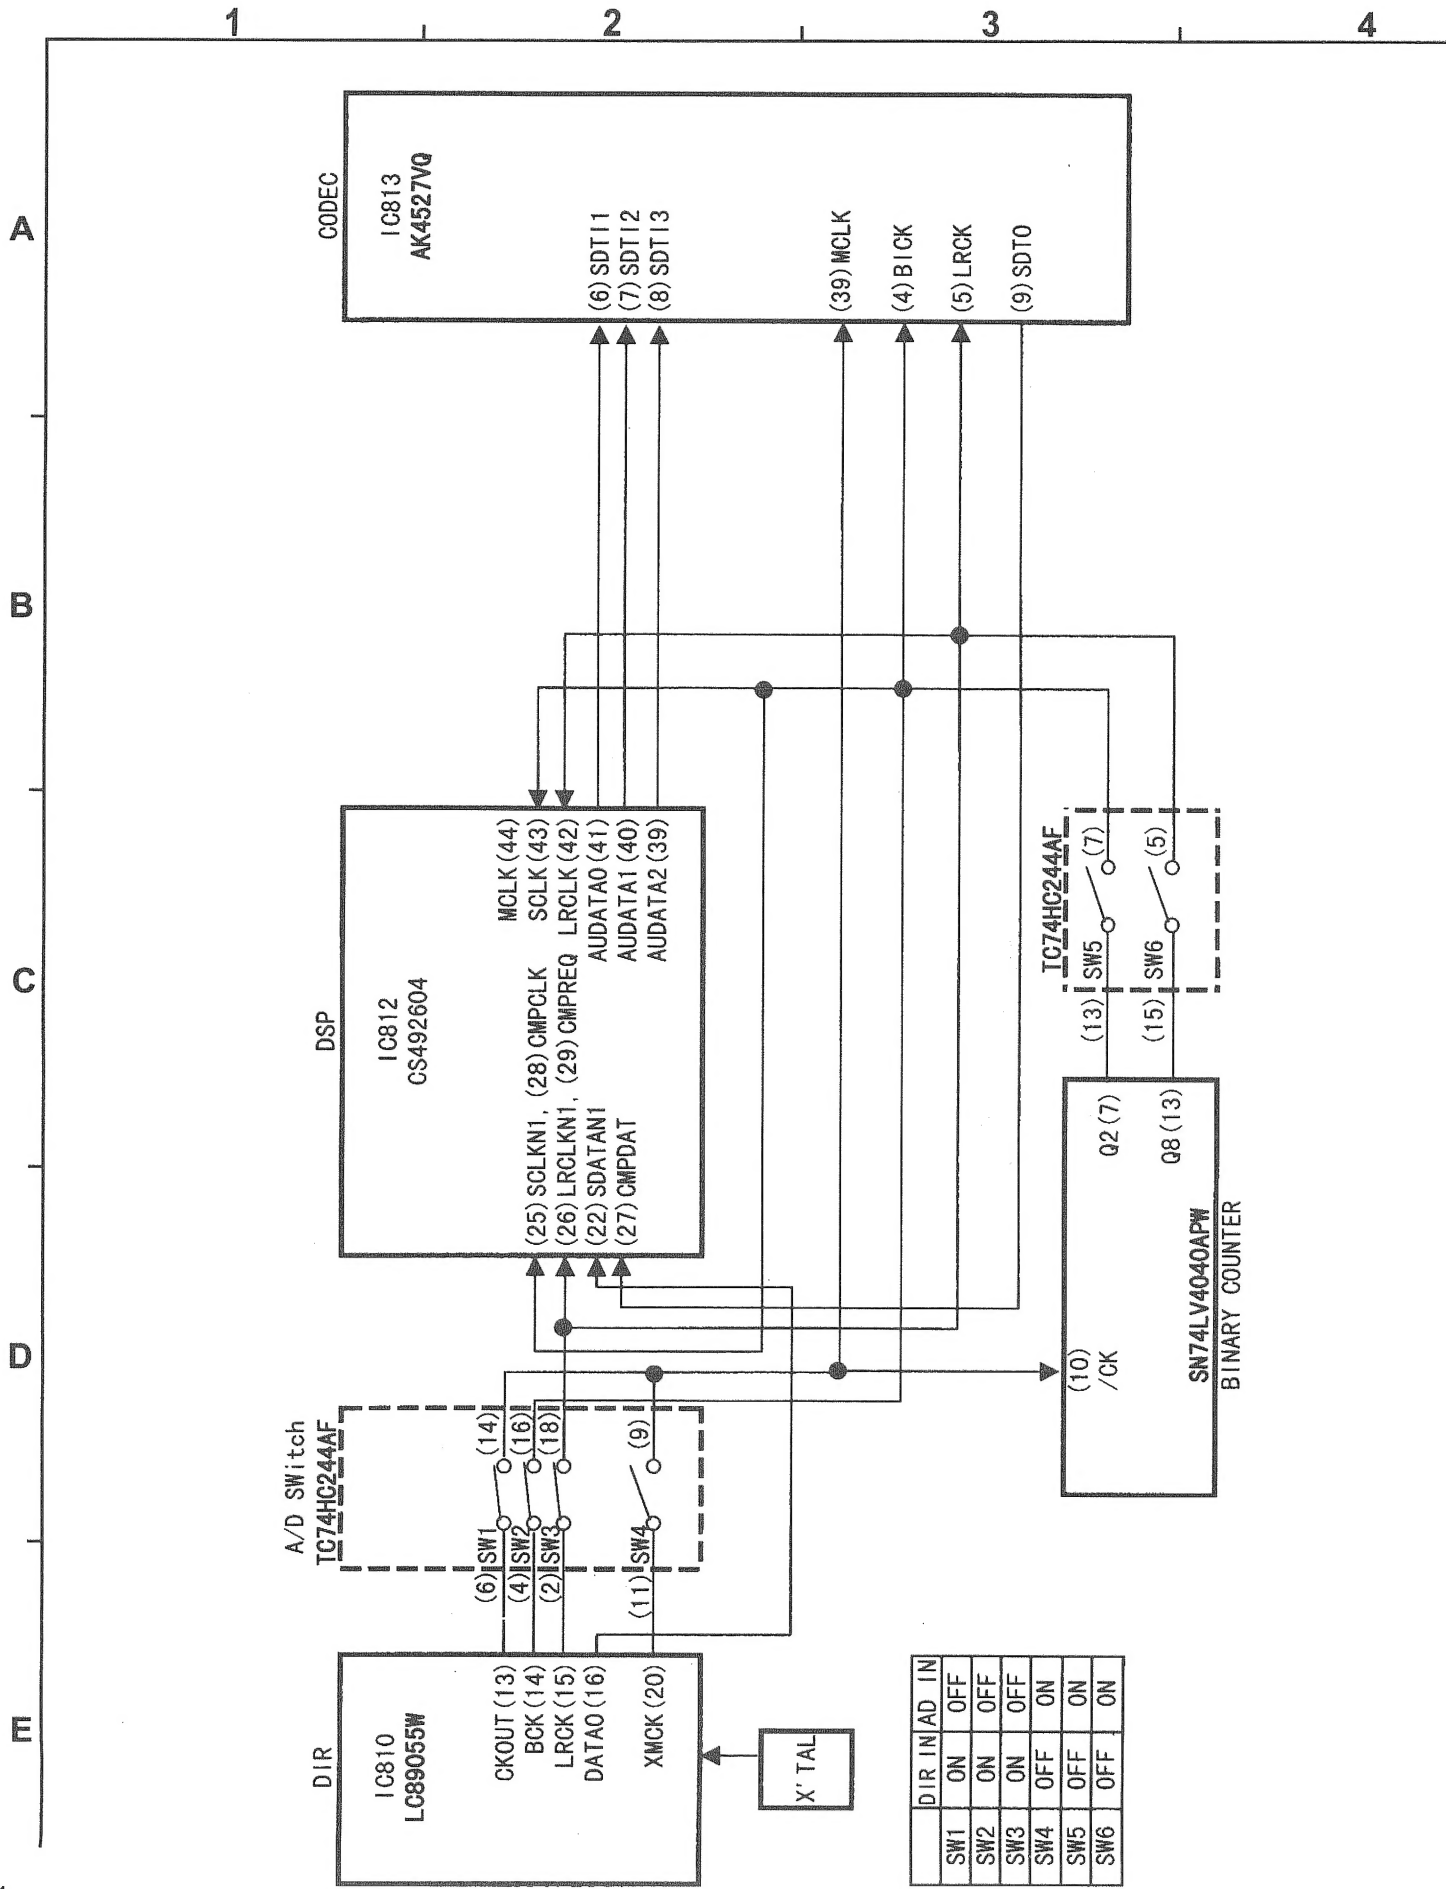 1 2 3 4
A
B
C
D
E
CODEC
IC813
AK4527VQ
(6)SDTI1
(7)SDTI2
(8)SDTI3
(39)MCLK
(4)BICK
(5)LRCK
(9)SDTO
DSP
IC812
CS492604
MCLK(44)
(28)CMPCLK SCLK(43)
(29)CMPREQ LRCLK(42)
AUDATA0(41)
AUDATA1(40)
AUDATA2(39)
(25)SCLKN1,
(26)LRCLKN1,
(22)SDATAN1
(27)CMPDAT
TC74HC244AF
SW5 (7)
SW6 (5)
(13)
(15)
Q2(7)
Q8(13)
(10)
/CK
SN74LV4040APW
BINARY COUNTER
A/D SWitch
TC74HC244AF
(6) SW1 (14)
(4) SW2 (16)
(2) SW3 (18)
(11) SW4 (9)
DIR
IC810
LC89055W
CKOUT(13)
BCK(14)
LRCK(15)
DATAO(16)
XMCK(20)
X'TAL
DIR IN AD IN
SW1 ON OFF
SW2 ON OFF
SW3 ON OFF
SW4 OFF ON
SW5 OFF ON
SW6 OFF ON